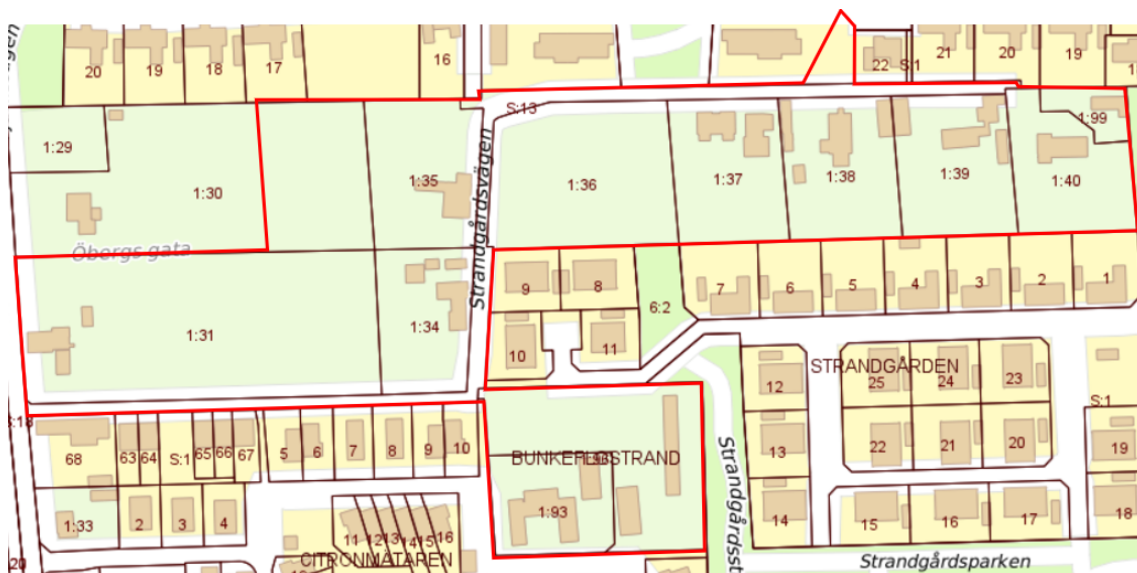 20 19 18 17 16 22 S:1 21 20 19
S:13
1:29
1:30
1:35
1:36
1:37
1:38
1:39
1:99
1:40
Öbergs gata
Strandgårdsvägen
1:31
1:34
9 8 6:2 7 6 5 4 3 2 1
10 11
STRANDGÅRDEN
12 25 24 23
S:1
13 22 21 20 19
14 15 16 17 18
68 63 64 S:1 65 66 67 5 6 7 8 9 10
1:33 2 3 4
BUNKEFLOSTRAND
1:93
11 12 13 14 15 16
CITRONMÄTAREN
Strandgårdsst
Strandgårdsparken
S:18
20